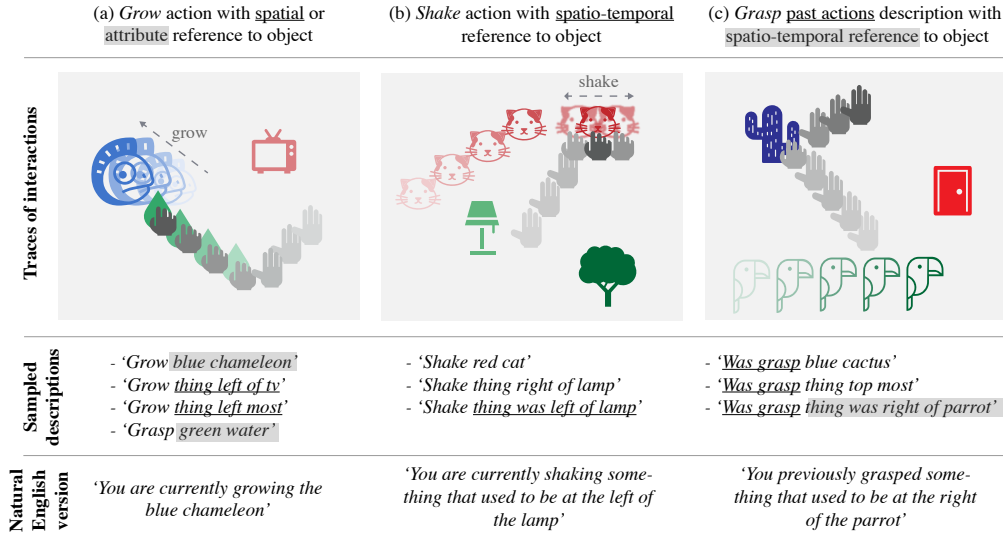 (a) Grow action with spatial or
attribute reference to object
(b) Shake action with spatio-temporal
reference to object
(c) Grasp past actions description with
spatio-temporal reference to object
Traces of interactions
grow
shake
Sampled
descriptions
- ‘Grow blue chameleon’
- ‘Grow thing left of tv’
- ‘Grow thing left most’
- ‘Grasp green water’
- ‘Shake red cat’
- ‘Shake thing right of lamp’
- ‘Shake thing was left of lamp’
- ‘Was grasp blue cactus’
- ‘Was grasp thing top most’
- ‘Was grasp thing was right of parrot’
Natural
English
version
‘You are currently growing the
blue chameleon’
‘You are currently shaking some-
thing that used to be at the left of
the lamp’
‘You previously grasped some-
thing that used to be at the right
of the parrot’